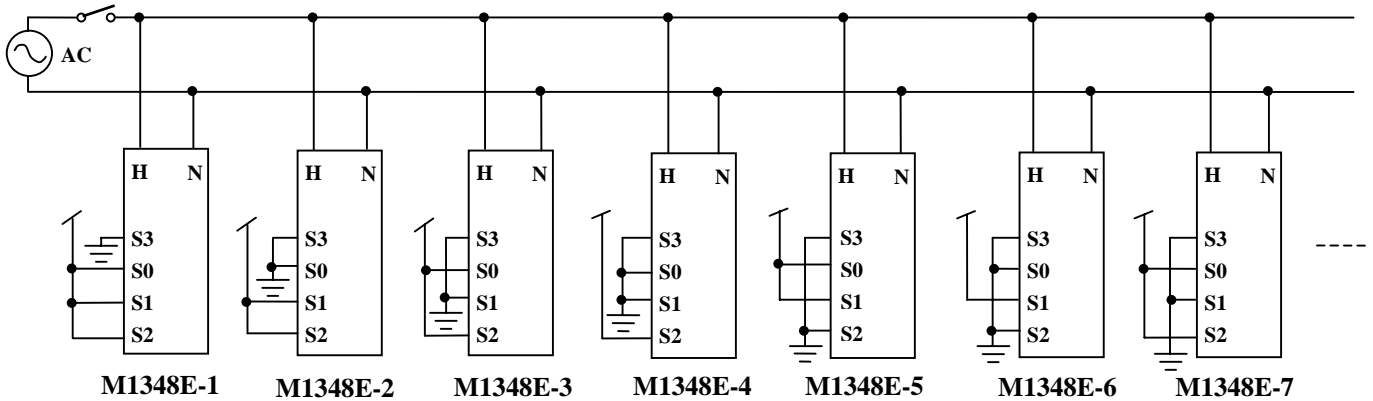 AC
H N
S3
S0
S1
S2
M1348E-1
H N
S3
S0
S1
S2
M1348E-2
H N
S3
S0
S1
S2
M1348E-3
H N
S3
S0
S1
S2
M1348E-4
H N
S3
S0
S1
S2
M1348E-5
H N
S3
S0
S1
S2
M1348E-6
H N
S3
S0
S1
S2
M1348E-7